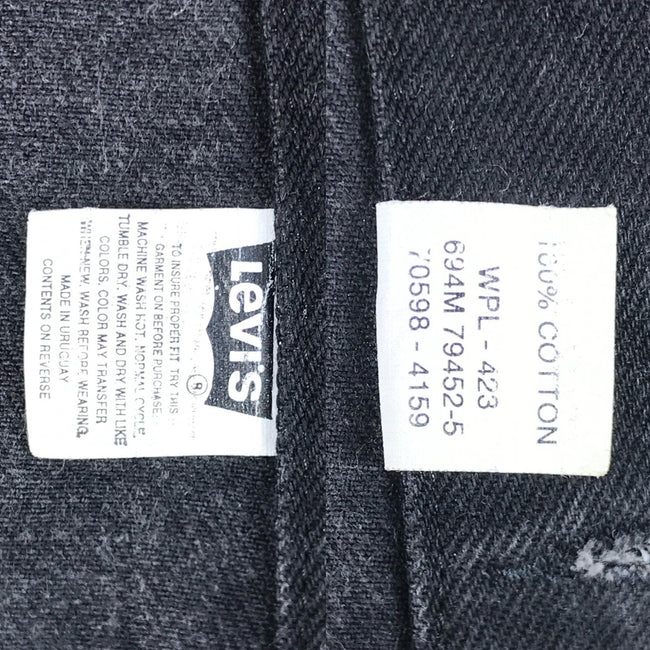 Levi's
®
TO INSURE PROPER FIT TRY THIS
GARMENT ON BEFORE PURCHASE.
MACHINE WASH HOT. NORMAL CYCLE
TUMBLE DRY. WASH AND DRY WITH LIKE
COLORS. COLOR MAY TRANSFER
WHEN NEW, WASH BEFORE WEARING.
MADE IN URUGUAY
CONTENTS ON REVERSE
100% COTTON
WPL - 423
694M 79452-5
70598 - 4159